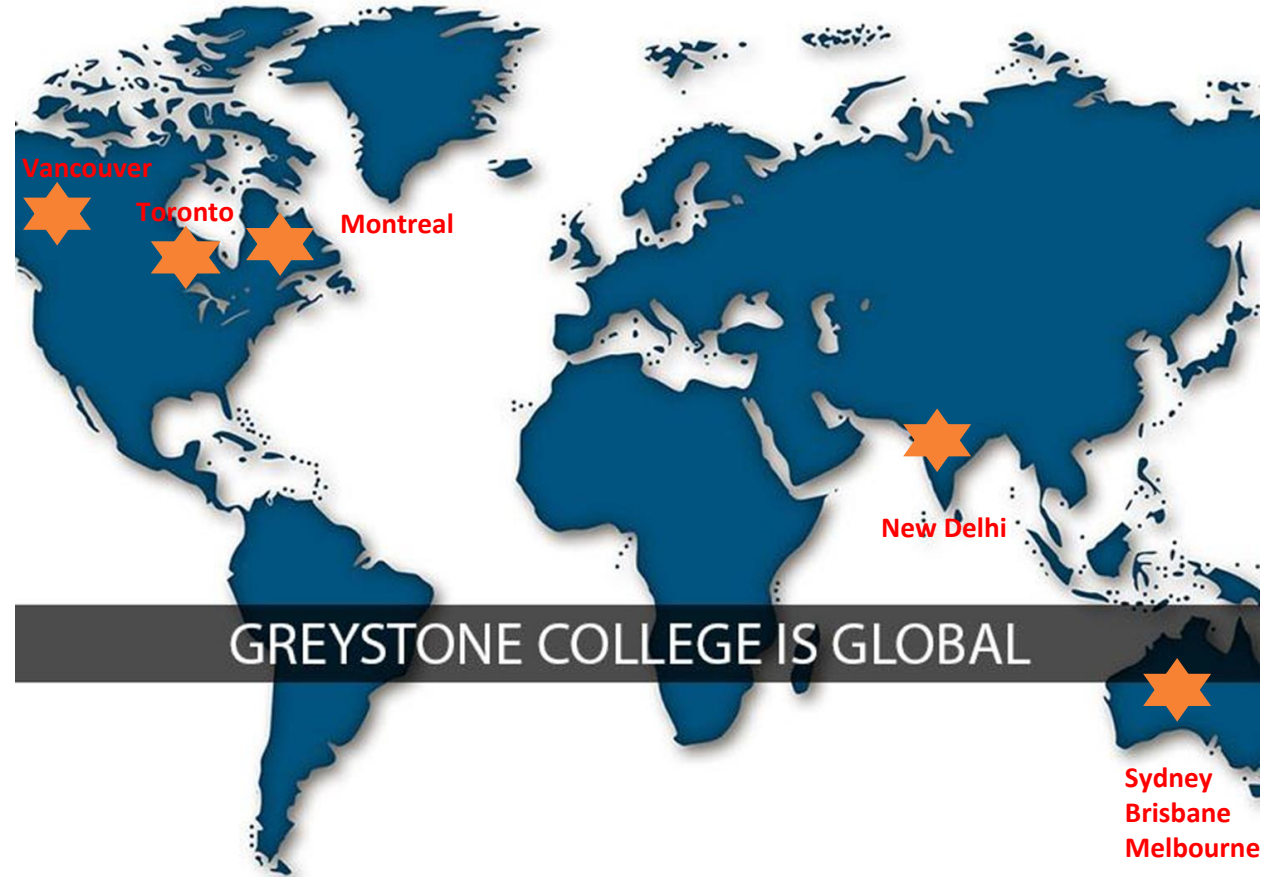 Vancouver
Toronto
Montreal
New Delhi
GREYSTONE COLLEGE IS GLOBAL
Sydney
Brisbane
Melbourne